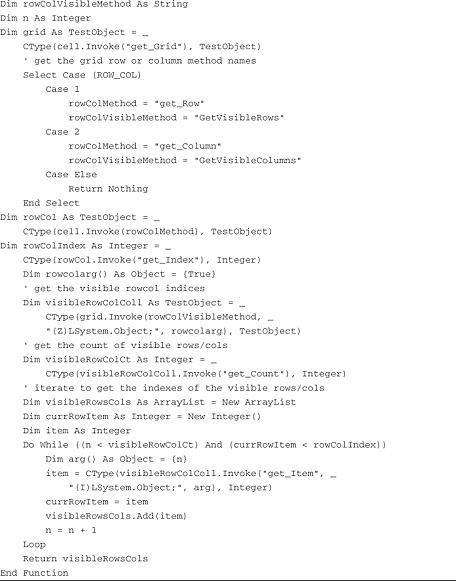 Dim rowColVisibleMethod As String
Dim n As Integer
Dim grid As TestObject = _
    CType(cell.Invoke("get_Grid"), TestObject)
    ' get the grid row or column method names
    Select Case (ROW_COL)
        Case 1
            rowColMethod = "get_Row"
            rowColVisibleMethod = "GetVisibleRows"
        Case 2
            rowColMethod = "get_Column"
            rowColVisibleMethod = "GetVisibleColumns"
        Case Else
            Return Nothing
    End Select
Dim rowCol As TestObject = _
    CType(cell.Invoke(rowColMethod), TestObject)
Dim rowColIndex As Integer = _
    CType(rowCol.Invoke("get_Index"), Integer)
    Dim rowcolarg() As Object = {True}
    ' get the visible rowcol indices
    Dim visibleRowColColl As TestObject = _
        CType(grid.Invoke(rowColVisibleMethod, _
        "(Z)LSystem.Object;", rowcolarg), TestObject)
    ' get the count of visible rows/cols
    Dim visibleRowColCt As Integer = _
        CType(visibleRowColColl.Invoke("get_Count"), Integer)
    ' iterate to get the indexes of the visible rows/cols
    Dim visibleRowsCols As ArrayList = New ArrayList
    Dim currRowItem As Integer = New Integer()
    Dim item As Integer
    Do While ((n < visibleRowColCt) And (currRowItem < rowColIndex))
        Dim arg() As Object = {n}
        item = CType(visibleRowColColl.Invoke("get_Item", _
            "(I)LSystem.Object;", arg), Integer)
        currRowItem = item
        visibleRowsCols.Add(item)
        n = n + 1
    Loop
    Return visibleRowsCols
End Function